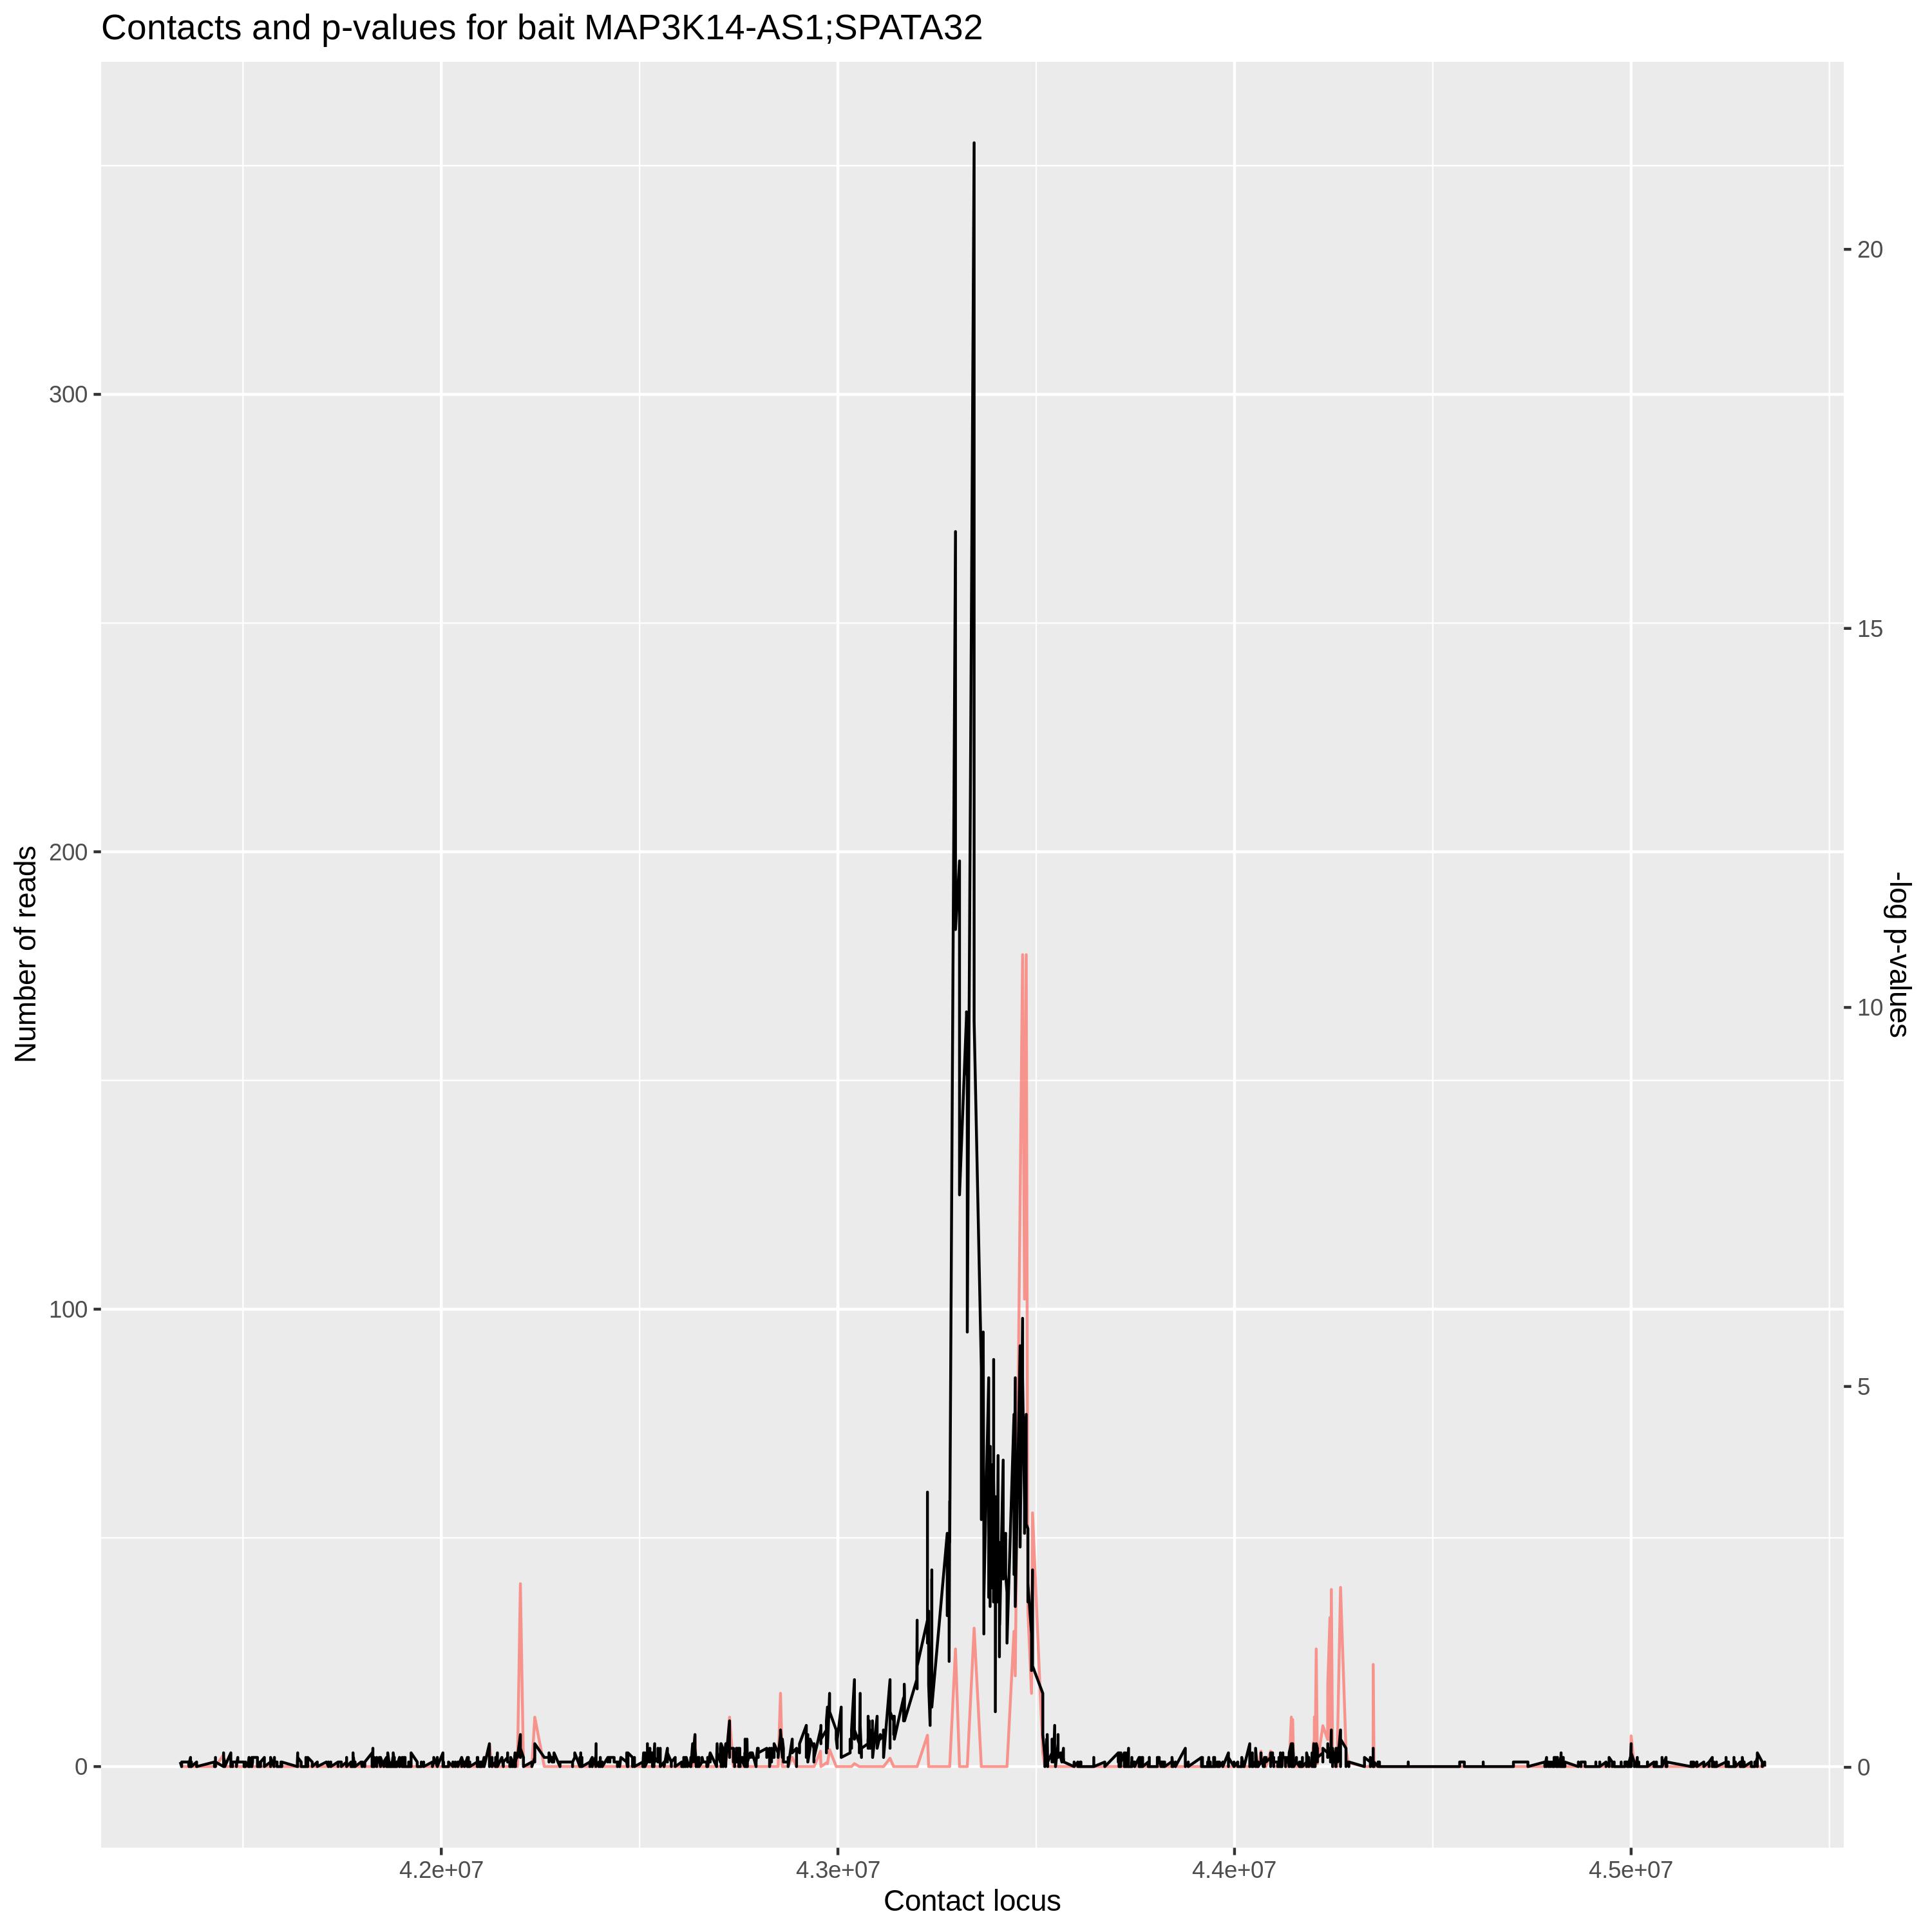 Contacts and p-values for bait MAP3K14-AS1;SPATA32
Number of reads
300
200
100
0
20
15
10
5
0
-log p-values
4.2e+07 4.3e+07 4.4e+07 4.5e+07
Contact locus